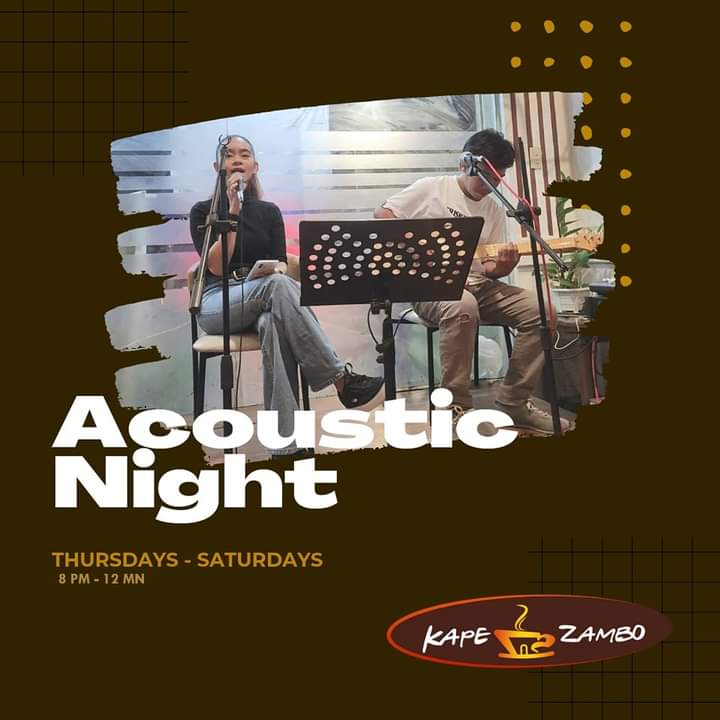 Acoustic
Night
THURSDAYS - SATURDAYS
8 PM - 12 MN
KAPE ZAMBO